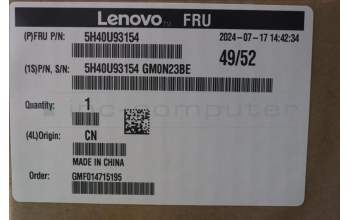 Lenovo FRU
(P)FRU P/N: 5H40U93154 2024-07-17 14:42:34
49/52
(1S)P/N, S/N: 5H40U93154 GM0N23BE
Quantity: 1
(4L)Origin: CN
MADE IN CHINA
Order: GMF014715195